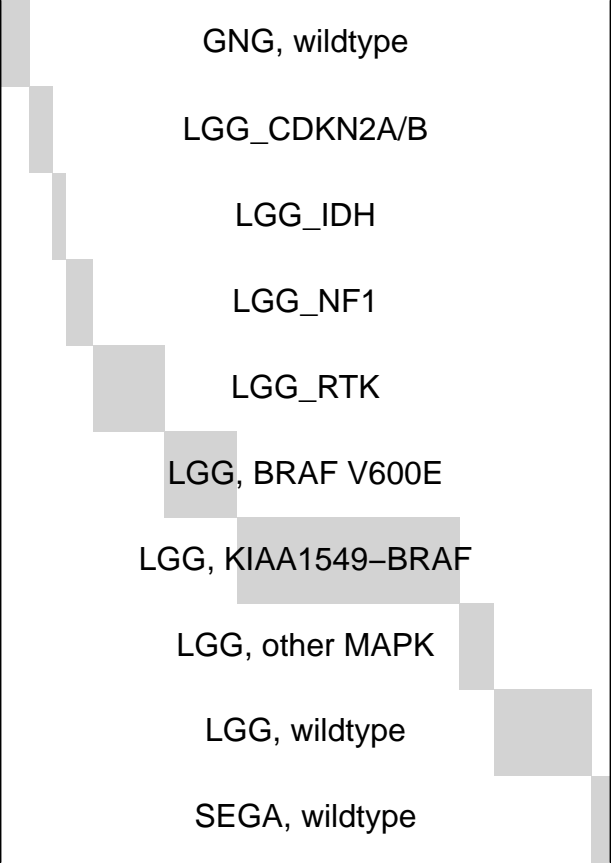 GNG, wildtype
LGG_CDKN2A/B
LGG_IDH
LGG_NF1
LGG_RTK
LGG, BRAF V600E
LGG, KIAA1549−BRAF
LGG, other MAPK
LGG, wildtype
SEGA, wildtype